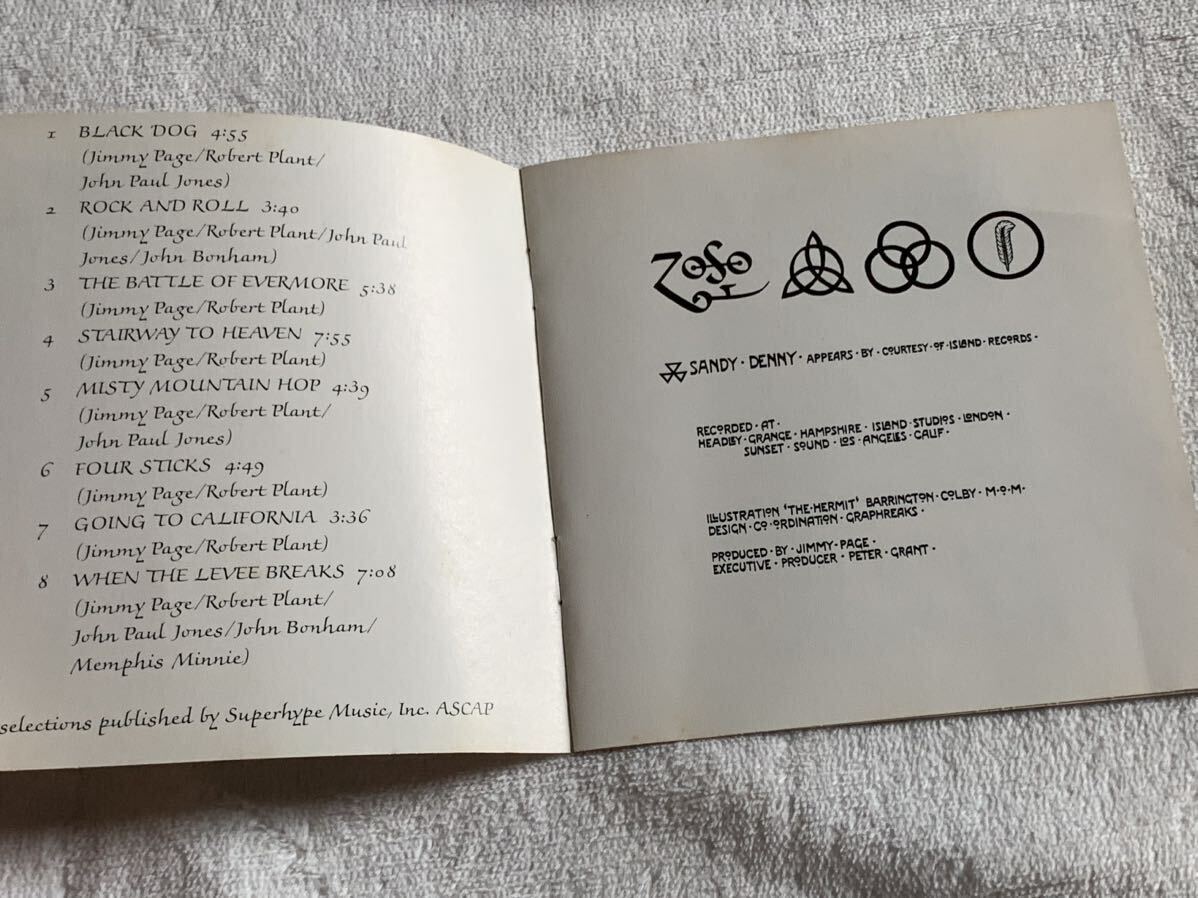 1 BLACK DOG 4:55
(Jimmy Page/Robert Plant/
John Paul Jones)
2 ROCK AND ROLL 3:40
(Jimmy Page/Robert Plant/John Paul
Jones/John Bonham)
3 THE BATTLE OF EVERMORE 5:38
(Jimmy Page/Robert Plant)
4 STAIRWAY TO HEAVEN 7:55
(Jimmy Page/Robert Plant)
5 MISTY MOUNTAIN HOP 4:39
(Jimmy Page/Robert Plant/
John Paul Jones)
6 FOUR STICKS 4:49
(Jimmy Page/Robert Plant)
7 GOING TO CALIFORNIA 3:36
(Jimmy Page/Robert Plant)
8 WHEN THE LEVEE BREAKS 7:08
(Jimmy Page/Robert Plant/
John Paul Jones/John Bonham/
Memphis Minnie)
selections published by Superhype Music, Inc. ASCAP
ZoSo
SANDY · DENNY · APPEARS · BY · COURTESY · OF · ISLAND · RECORDS ·
RECORDED · AT ·
HEADLEY · GRANGE · HAMPSHIRE · ISLAND · STUDIOS · LONDON ·
SUNSET · SOUND · LOS · ANGELES · CALIF ·
ILLUSTRATION 'THE · HERMIT' BARRINGTON · COLBY · M · O · M ·
DESIGN · CO · ORDINATION · GRAPHREAKS ·
PRODUCED · BY · JIMMY · PAGE ·
EXECUTIVE · PRODUCER · PETER · GRANT ·